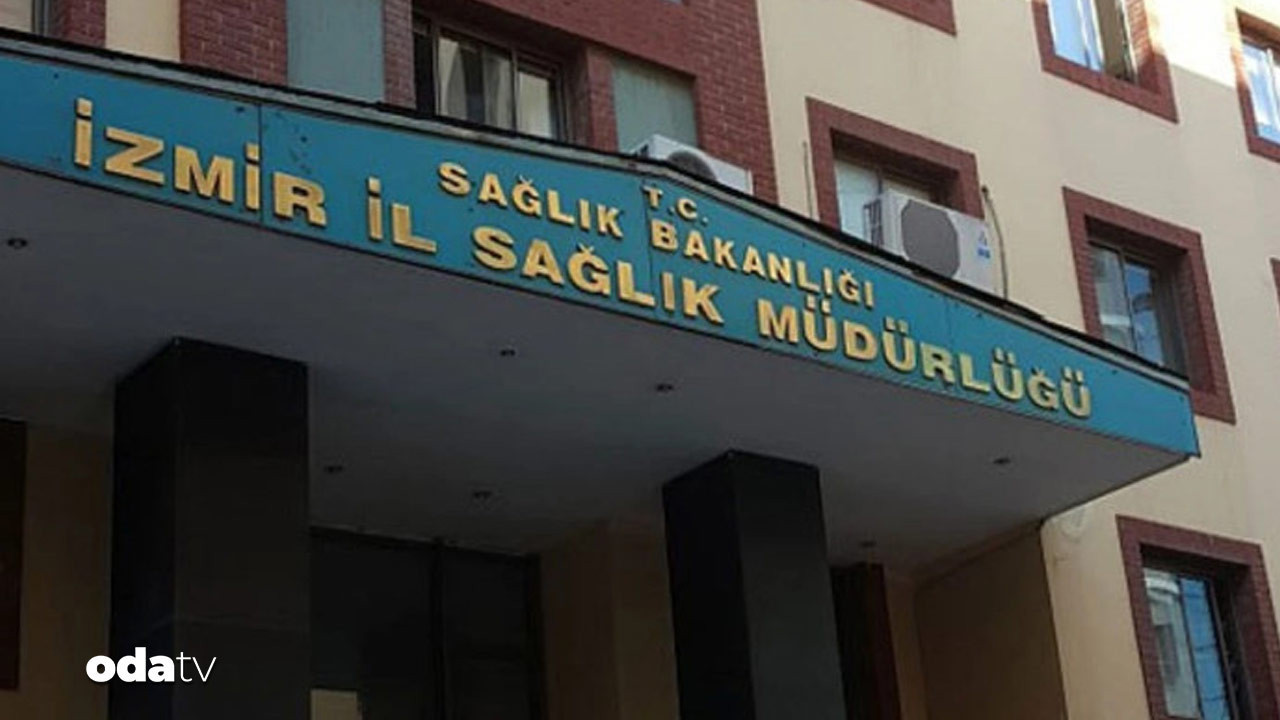 T.C.
SAĞLIK BAKANLIĞI
İZMİR İL SAĞLIK MÜDÜRLÜĞÜ
odatv